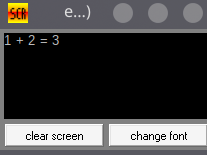 SCR e...)
1 + 2 = 3
clear screen change font